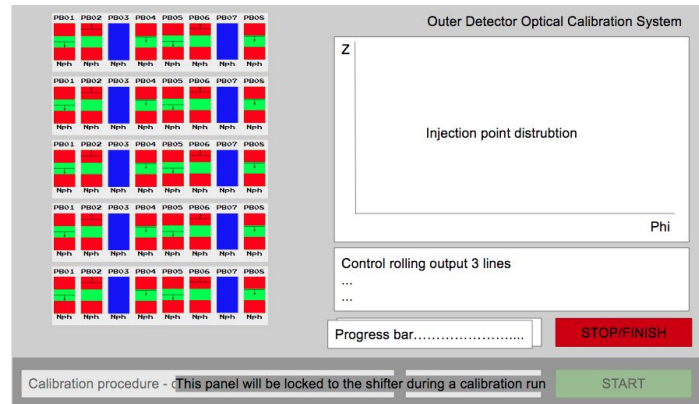 Outer Detector Optical Calibration System
PB01 PB02 PB03 PB04 PB05 PB06 PB07 PB08
Nph Nph Nph Nph Nph Nph Nph Nph
PB01 PB02 PB03 PB04 PB05 PB06 PB07 PB08
Nph Nph Nph Nph Nph Nph Nph Nph
PB01 PB02 PB03 PB04 PB05 PB06 PB07 PB08
Nph Nph Nph Nph Nph Nph Nph Nph
PB01 PB02 PB03 PB04 PB05 PB06 PB07 PB08
Nph Nph Nph Nph Nph Nph Nph Nph
PB01 PB02 PB03 PB04 PB05 PB06 PB07 PB08
Nph Nph Nph Nph Nph Nph Nph Nph
Z
Injection point distrubtion
Phi
Control rolling output 3 lines
...
...
Progress bar……………………....
STOP/FINISH
Calibration procedure -
This panel will be locked to the shifter during a calibration run
START